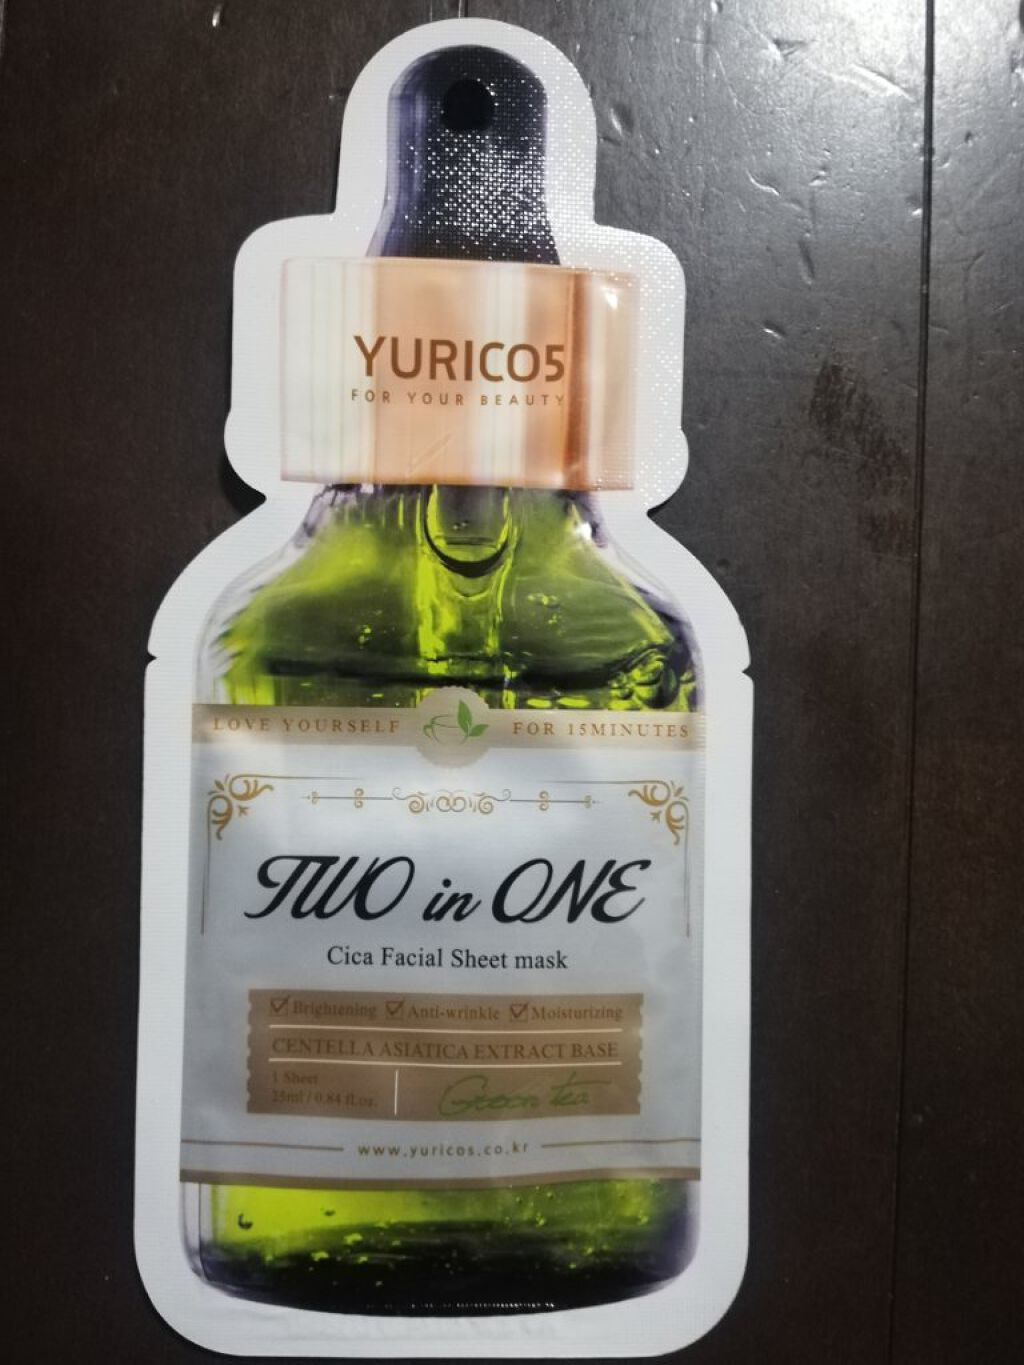 YURICO5
FOR YOUR BEAUTY
LOVE YOURSELF FOR 15MINUTES
TWO in ONE
Cica Facial Sheet mask
Brightening Anti-wrinkle Moisturizing
CENTELLA ASIATICA EXTRACT BASE
1 Sheet
25ml / 0.84 fl.oz.
Green tea
www.yuricos.co.kr